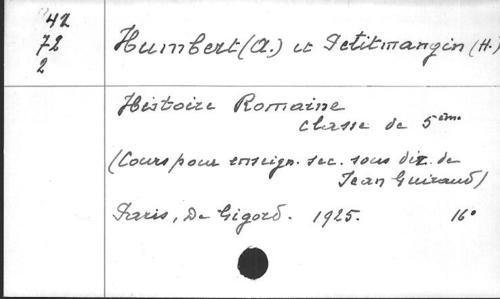 42
72
2
Humbert (A.) et Petitmangin (H.)
Histoire Romaine
classe de 5ème
(Cours pour enseign. sec. sous dir. de
Jean Guiraud)
Paris, De Gigord. 1925. 16°